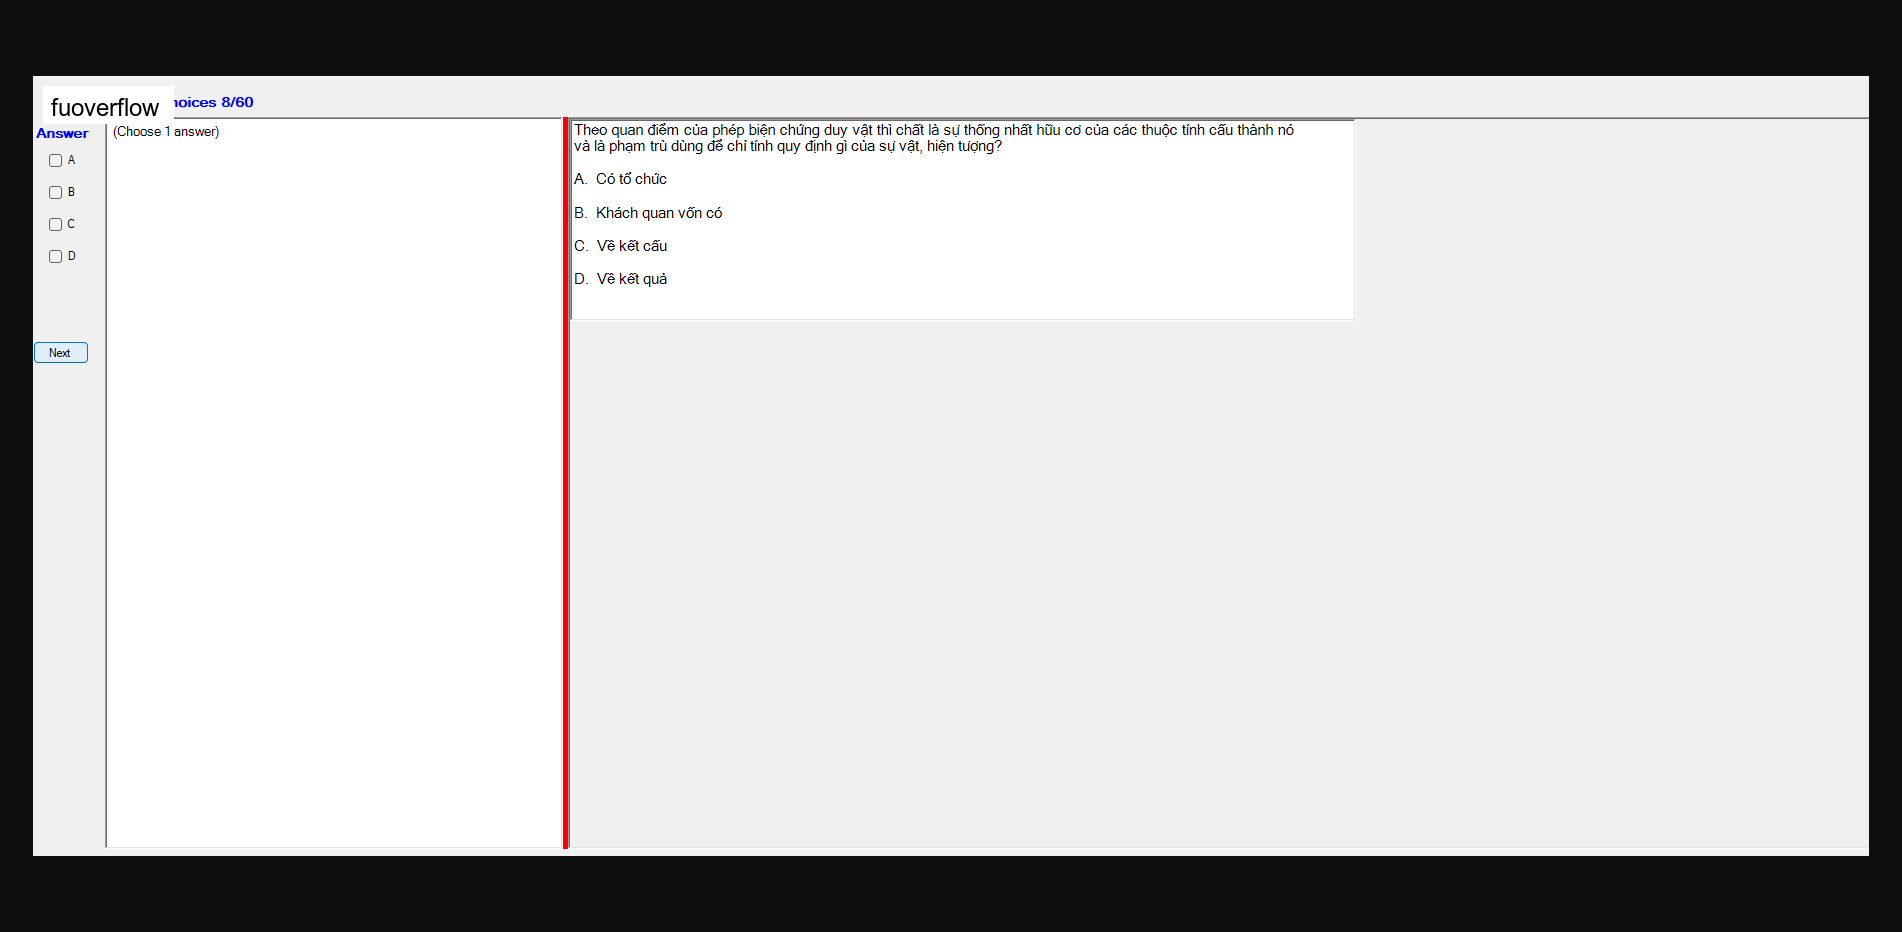 fuoverflow
hoices 8/60
Answer
(Choose 1 answer)
A
B
C
D
Next
Theo quan điểm của phép biện chứng duy vật thì chất là sự thống nhất hữu cơ của các thuộc tính cấu thành nó
và là phạm trù dùng để chỉ tính quy định gì của sự vật, hiện tượng?
A. Có tổ chức
B. Khách quan vốn có
C. Về kết cấu
D. Về kết quả